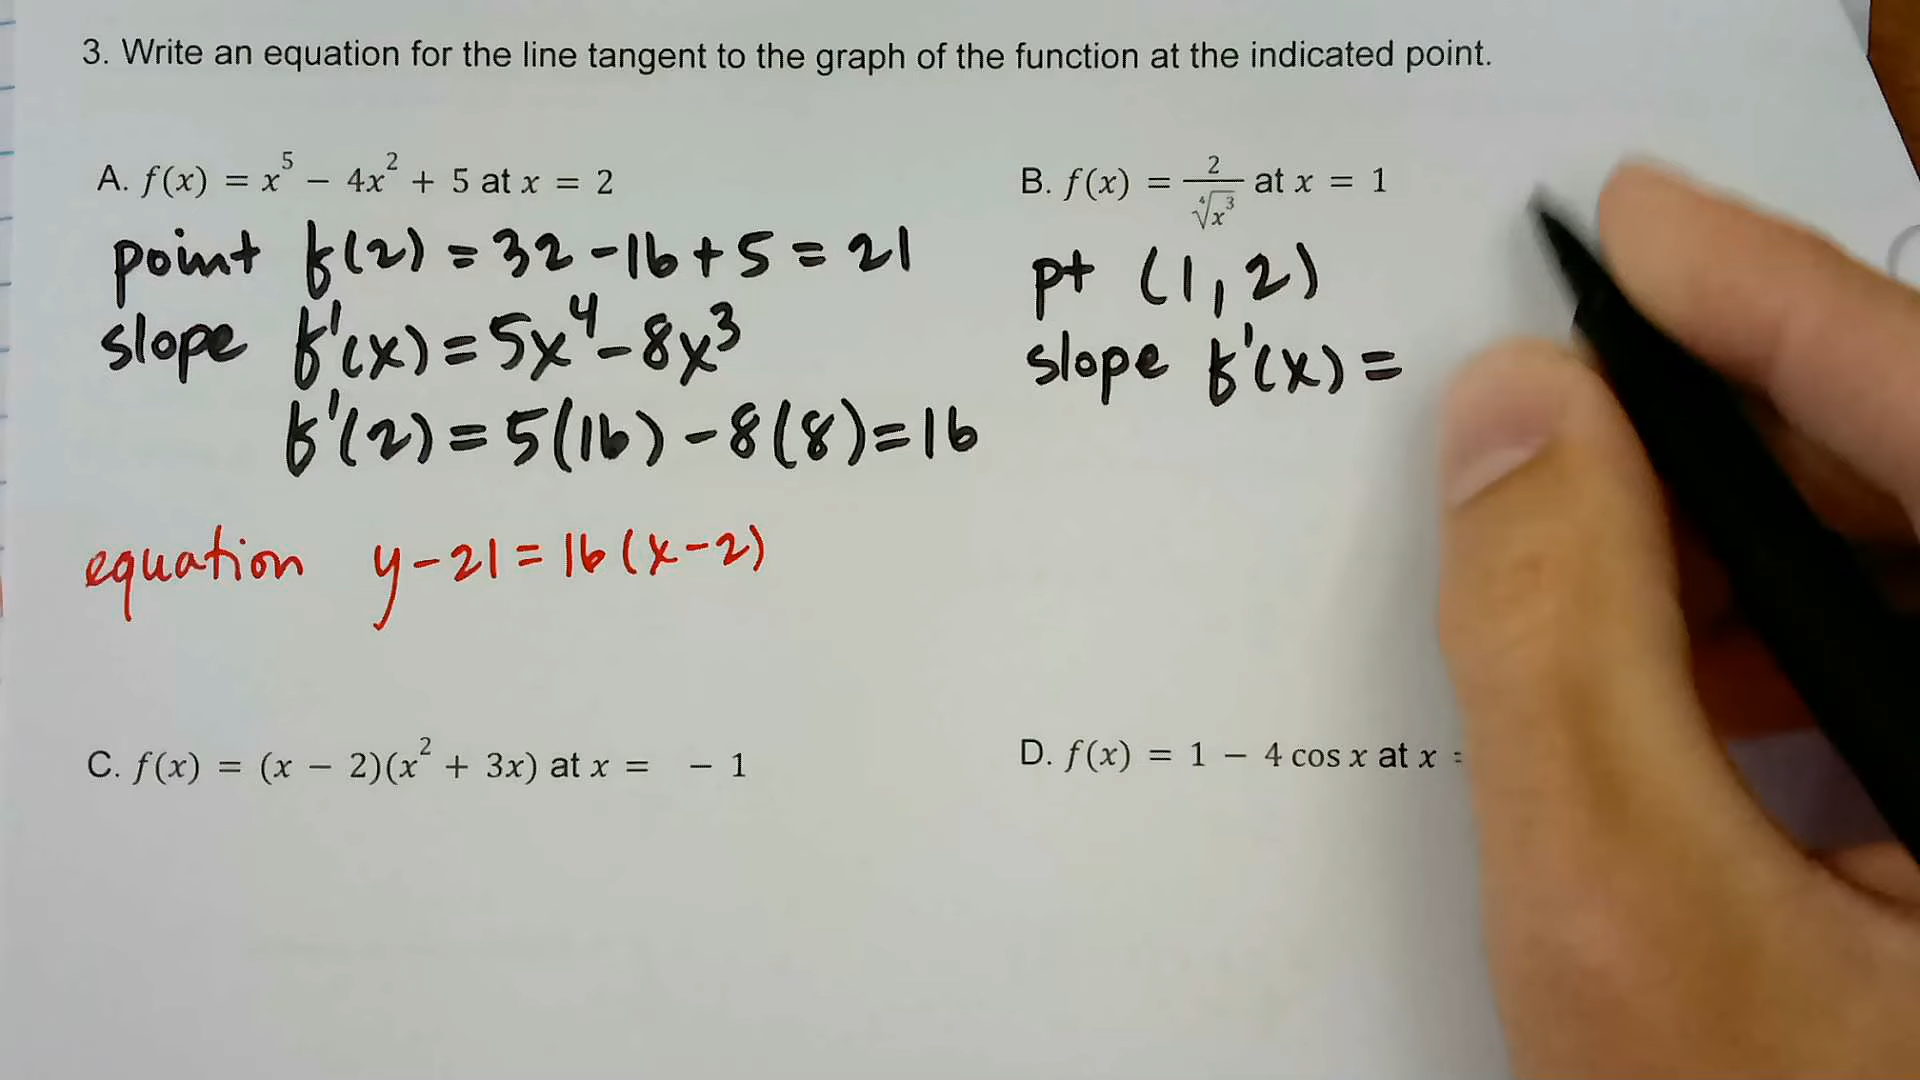 3. Write an equation for the line tangent to the graph of the function at the indicated point.
A. f(x) = x⁵ − 4x² + 5 at x = 2
point f(2) = 32 - 16 + 5 = 21
slope f'(x) = 5x⁴ - 8x³
f'(2) = 5(16) - 8(8) = 16
equation y - 21 = 16(x - 2)
B. f(x) = 2/∜x³ at x = 1
pt (1, 2)
slope f'(x) =
C. f(x) = (x − 2)(x² + 3x) at x = − 1
D. f(x) = 1 − 4 cos x at x =